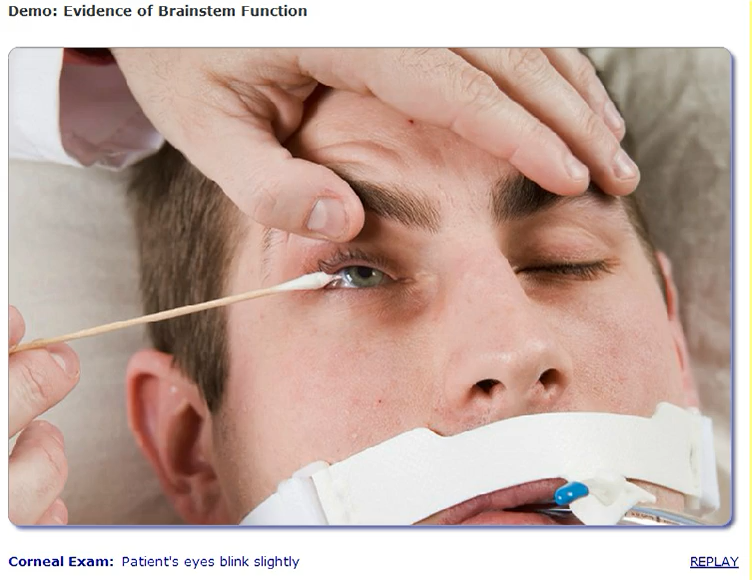 Demo: Evidence of Brainstem Function
Corneal Exam: Patient's eyes blink slightly
REPLAY